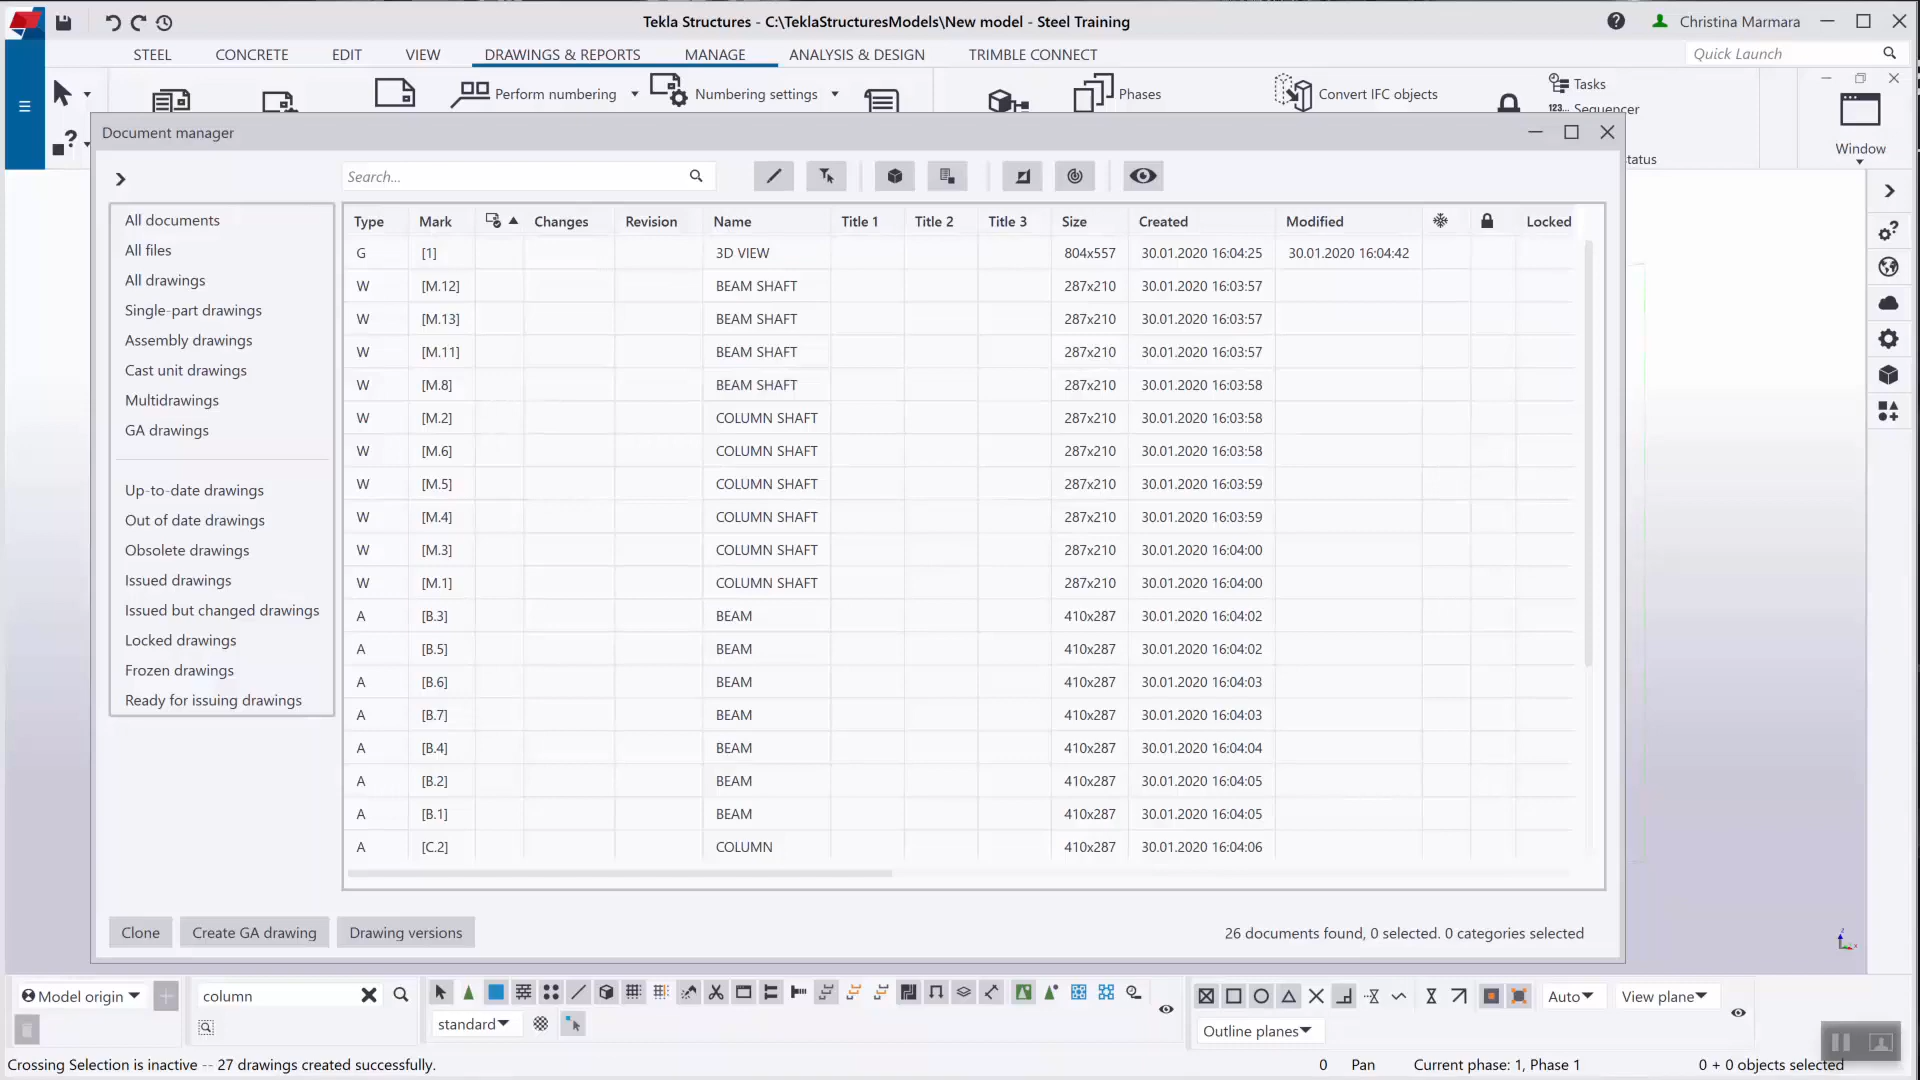 Tekla Structures - C:\TeklaStructuresModels\New model - Steel Training
Christina Marmara
STEEL CONCRETE EDIT VIEW DRAWINGS & REPORTS MANAGE ANALYSIS & DESIGN TRIMBLE CONNECT
Quick Launch
Perform numbering Numbering settings Phases Convert IFC objects
Tasks
Sequencer
status
Window
Document manager
Search...
All documents
All files
All drawings
Single-part drawings
Assembly drawings
Cast unit drawings
Multidrawings
GA drawings
Up-to-date drawings
Out of date drawings
Obsolete drawings
Issued drawings
Issued but changed drawings
Locked drawings
Frozen drawings
Ready for issuing drawings
Type Mark Changes Revision Name Title 1 Title 2 Title 3 Size Created Modified Locked
G [1] 3D VIEW 804x557 30.01.2020 16:04:25 30.01.2020 16:04:42
W [M.12] BEAM SHAFT 287x210 30.01.2020 16:03:57
W [M.13] BEAM SHAFT 287x210 30.01.2020 16:03:57
W [M.11] BEAM SHAFT 287x210 30.01.2020 16:03:57
W [M.8] BEAM SHAFT 287x210 30.01.2020 16:03:58
W [M.2] COLUMN SHAFT 287x210 30.01.2020 16:03:58
W [M.6] COLUMN SHAFT 287x210 30.01.2020 16:03:58
W [M.5] COLUMN SHAFT 287x210 30.01.2020 16:03:59
W [M.4] COLUMN SHAFT 287x210 30.01.2020 16:03:59
W [M.3] COLUMN SHAFT 287x210 30.01.2020 16:04:00
W [M.1] COLUMN SHAFT 287x210 30.01.2020 16:04:00
A [B.3] BEAM 410x287 30.01.2020 16:04:02
A [B.5] BEAM 410x287 30.01.2020 16:04:02
A [B.6] BEAM 410x287 30.01.2020 16:04:03
A [B.7] BEAM 410x287 30.01.2020 16:04:03
A [B.4] BEAM 410x287 30.01.2020 16:04:04
A [B.2] BEAM 410x287 30.01.2020 16:04:05
A [B.1] BEAM 410x287 30.01.2020 16:04:05
A [C.2] COLUMN 410x287 30.01.2020 16:04:06
Clone Create GA drawing Drawing versions
26 documents found, 0 selected. 0 categories selected
Model origin
column
standard
Auto
View plane
Outline planes
Crossing Selection is inactive -- 27 drawings created successfully.
0 Pan Current phase: 1, Phase 1 0 + 0 objects selected